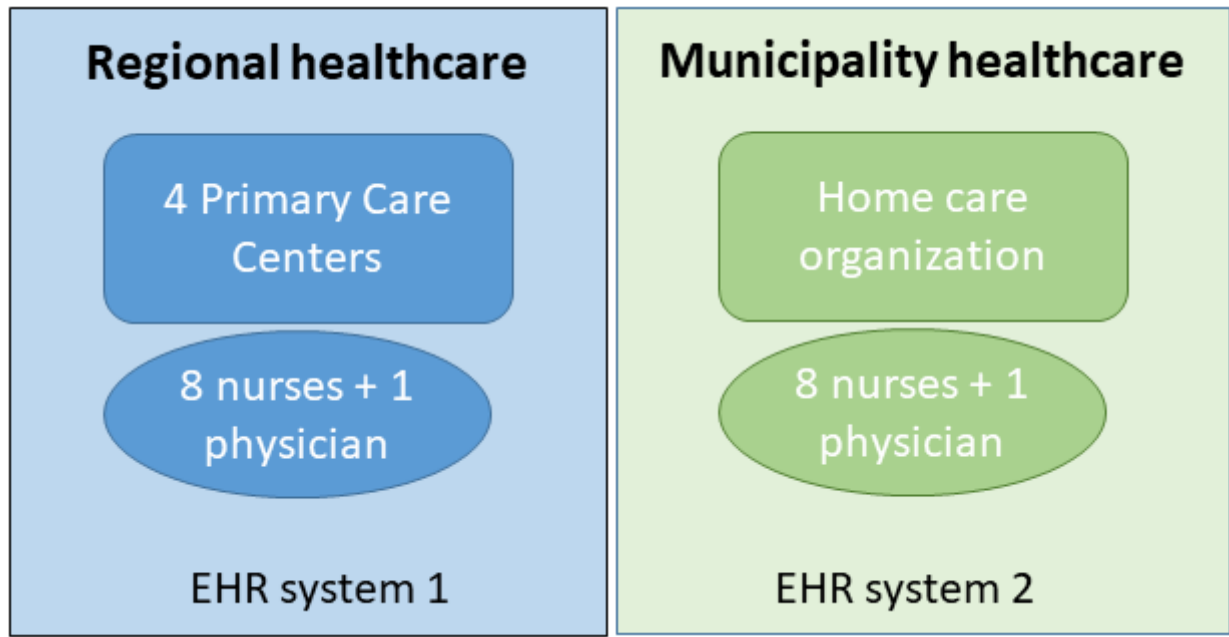 Regional healthcare
4 Primary Care
Centers
8 nurses + 1
physician
EHR system 1
Municipality healthcare
Home care
organization
8 nurses + 1
physician
EHR system 2